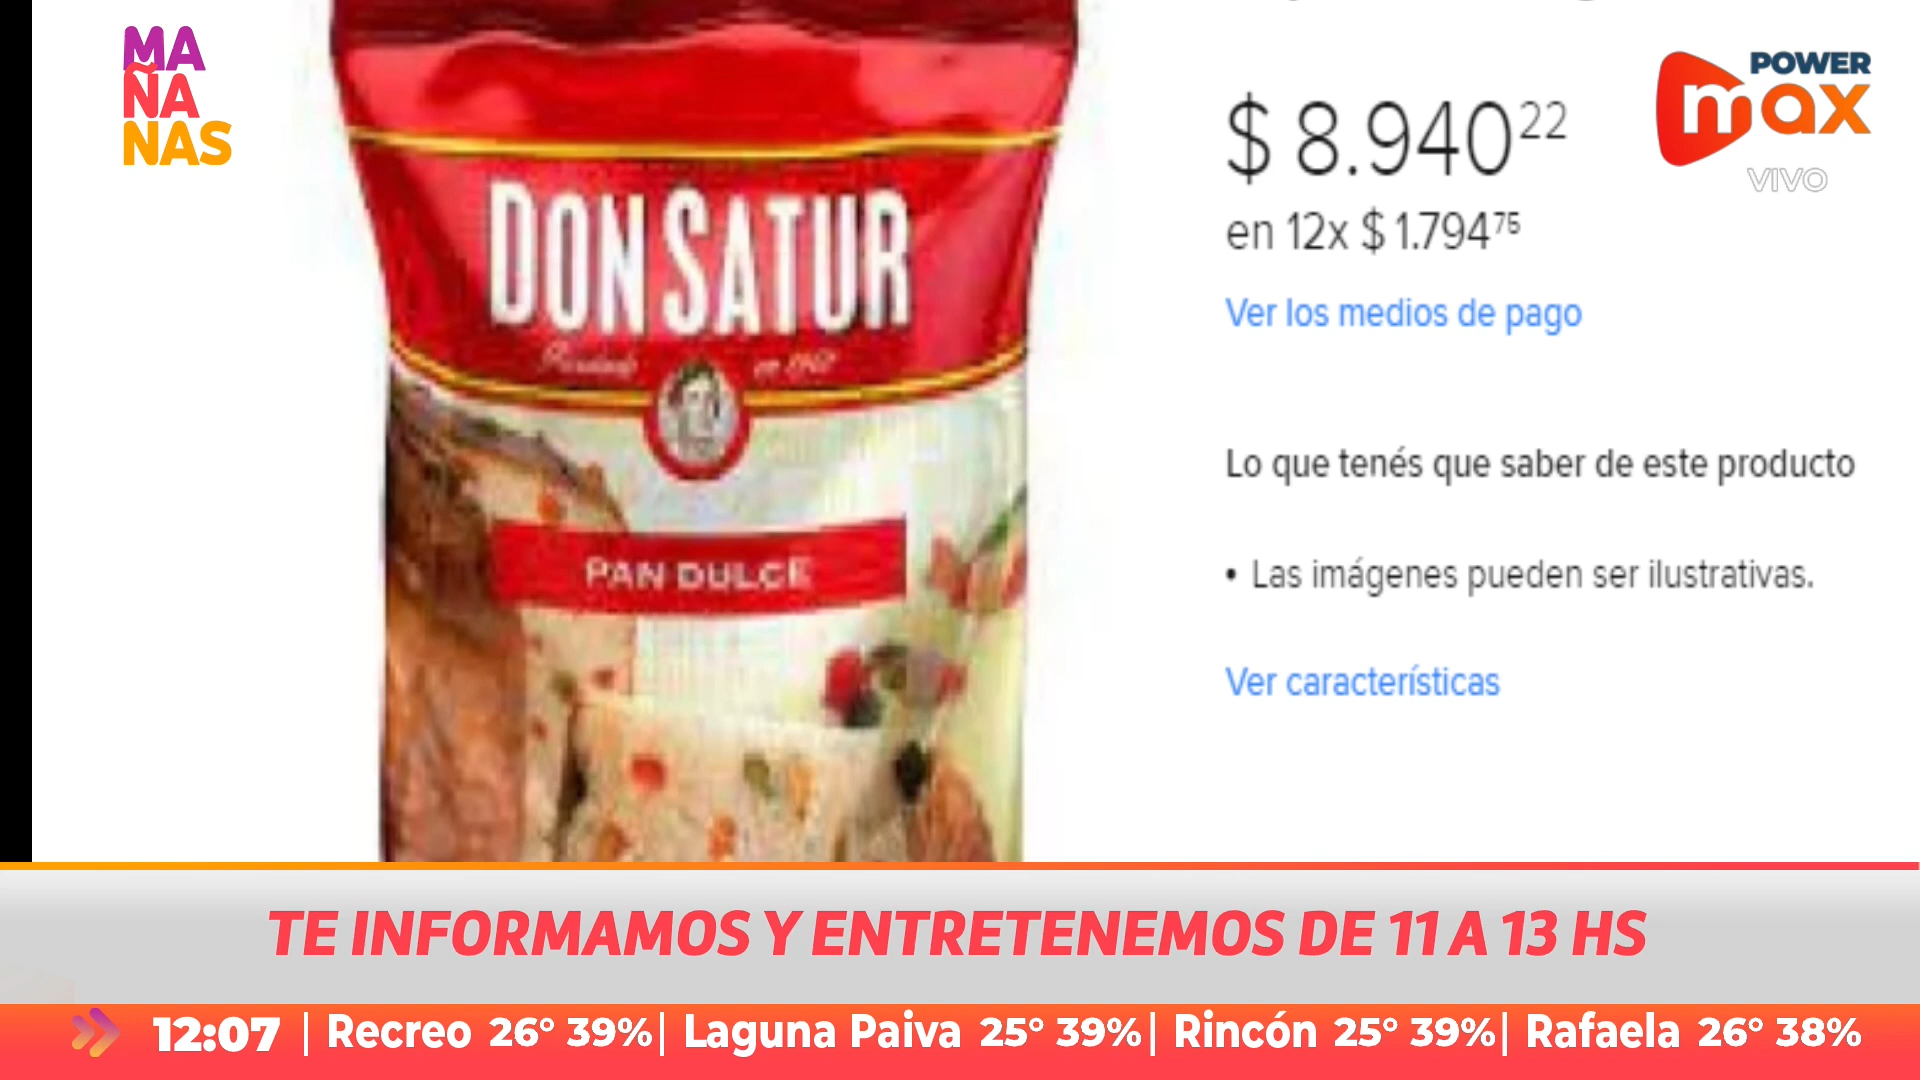 MA
ÑA
NAS
POWER
max
VIVO
$ 8.940 22
en 12x $ 1.794 75
Ver los medios de pago
Lo que tenés que saber de este producto
• Las imágenes pueden ser ilustrativas.
Ver características
DON SATUR
PAN DULCE
TE INFORMAMOS Y ENTRETENEMOS DE 11 A 13 HS
12:07 | Recreo 26° 39% | Laguna Paiva 25° 39% | Rincón 25° 39% | Rafaela 26° 38%